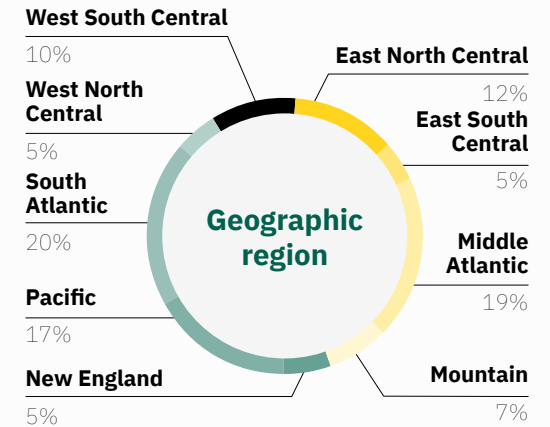 West South Central
10%
West North
Central
5%
South
Atlantic
20%
Pacific
17%
New England
5%
Geographic
region
East North Central
12%
East South
Central
5%
Middle
Atlantic
19%
Mountain
7%